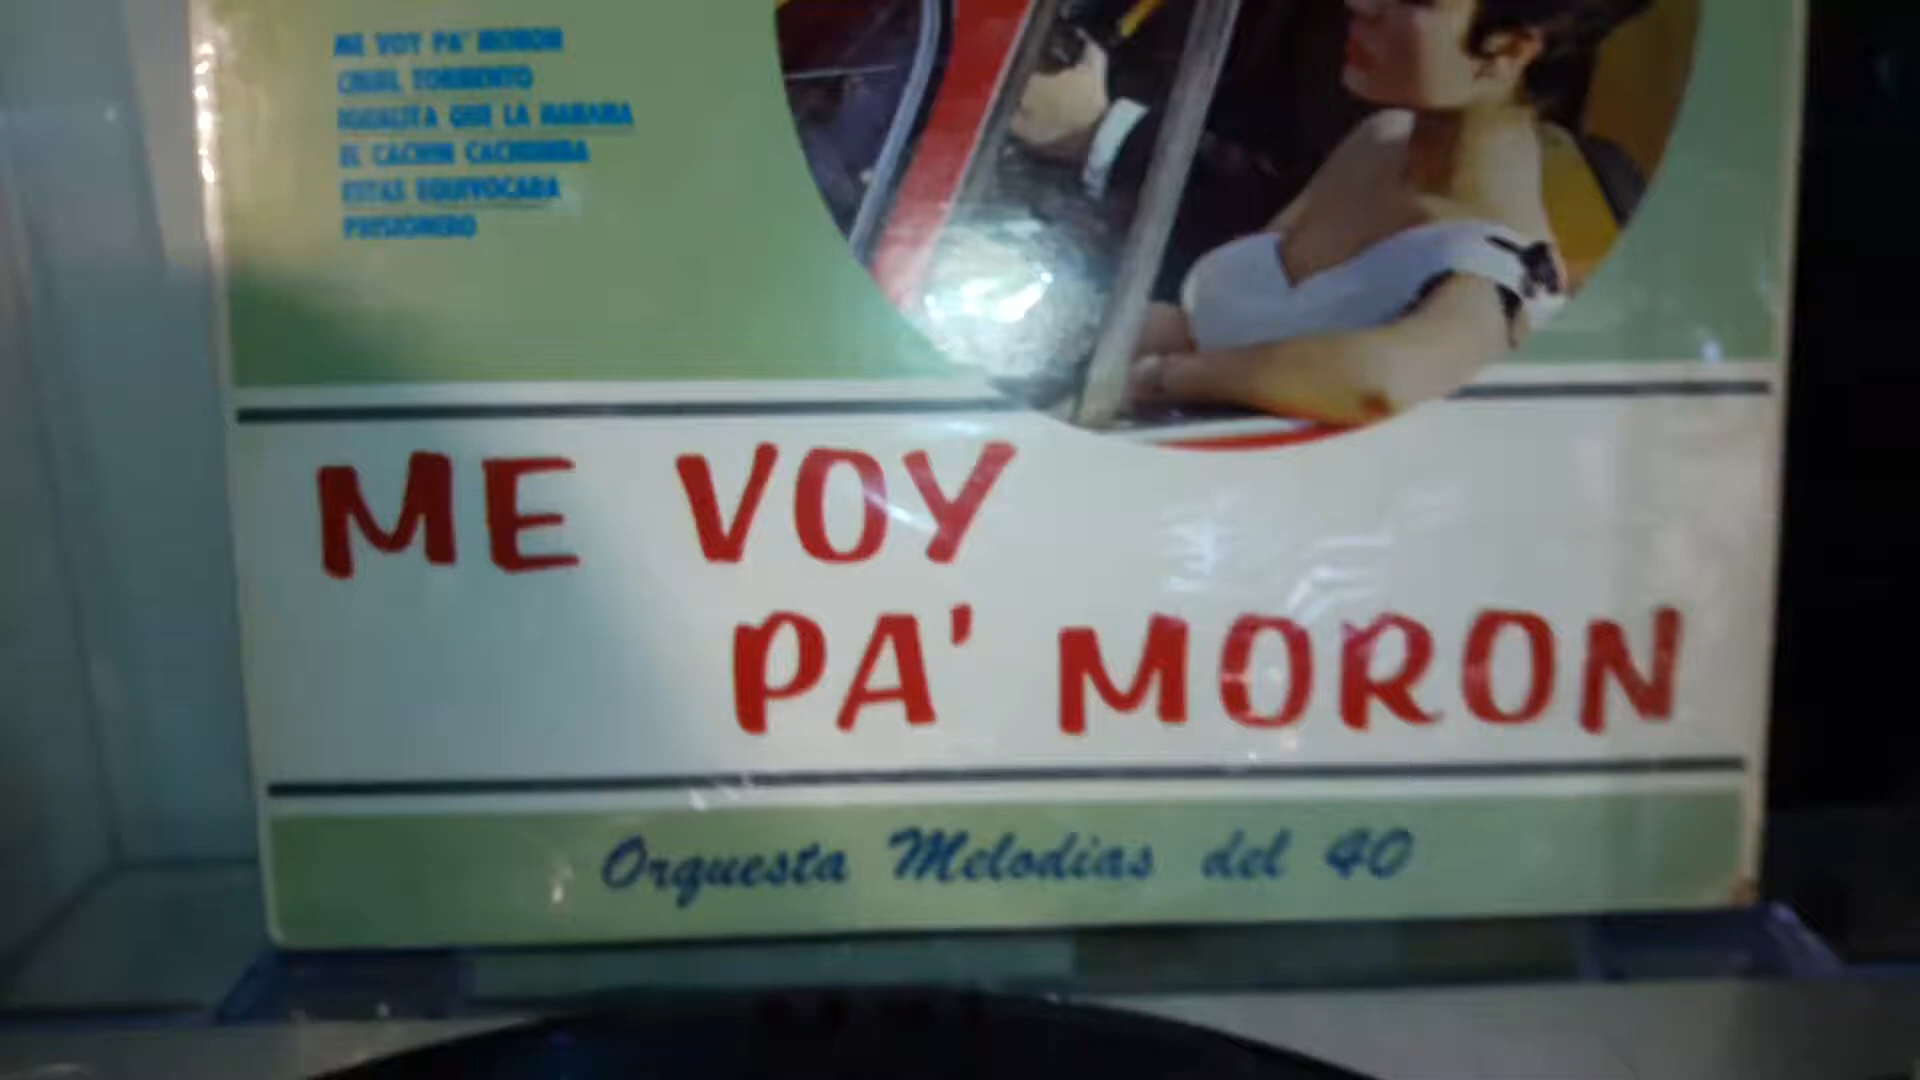 ME VOY PA' MORON
CRUEL TORMENTO
IGUALITA QUE LA MAÑANA
EL CACHIN CACHUMBA
ESTAS EQUIVOCADA
PRISIONERO
ME VOY
PA' MORON
Orquesta Melodias del 40